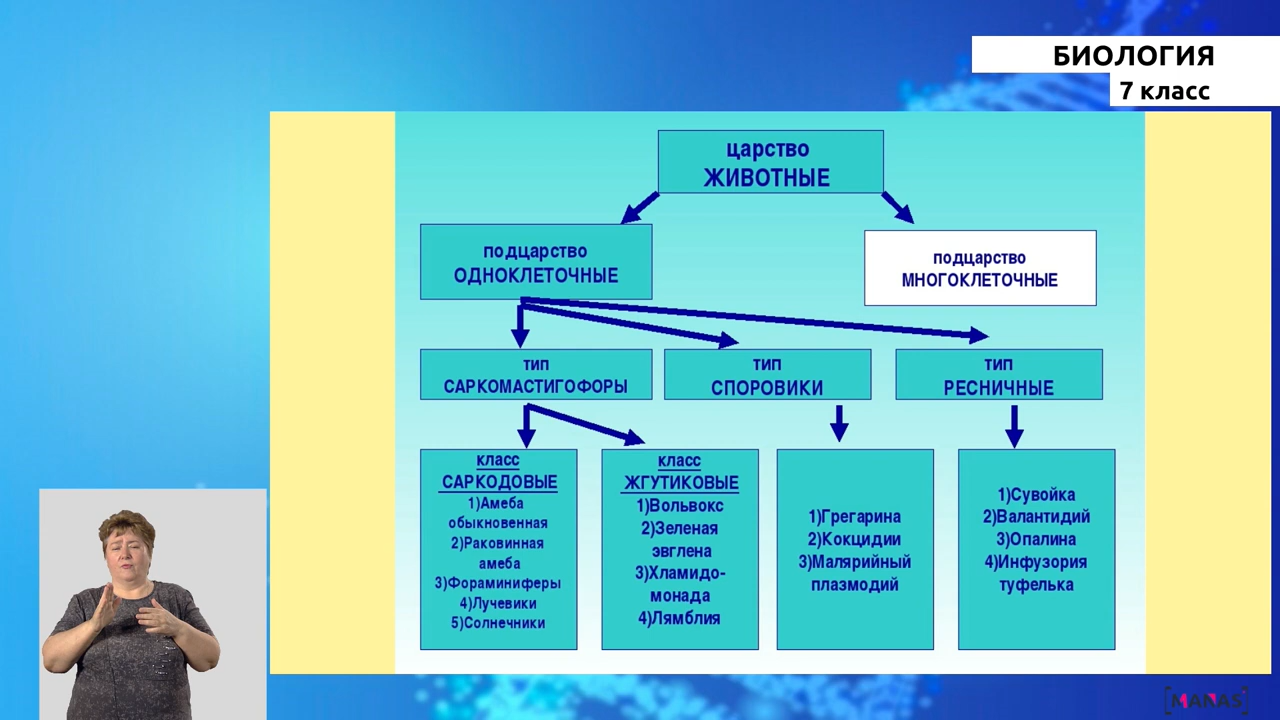 БИОЛОГИЯ
7 класс
царство
ЖИВОТНЫЕ
подцарство
ОДНОКЛЕТОЧНЫЕ
подцарство
МНОГОКЛЕТОЧНЫЕ
тип
САРКОМАСТИГОФОРЫ
тип
СПОРОВИКИ
тип
РЕСНИЧНЫЕ
класс
САРКОДОВЫЕ
1)Амеба
обыкновенная
2)Раковинная
амеба
3)Фораминиферы
4)Лучевики
5)Солнечники
класс
ЖГУТИКОВЫЕ
1)Вольвокс
2)Зеленая
эвглена
3)Хламидо-
монада
4)Лямблия
1)Грегарина
2)Кокцидии
3)Малярийный
плазмодий
1)Сувойка
2)Валантидий
3)Опалина
4)Инфузория
туфелька
[MANAS]